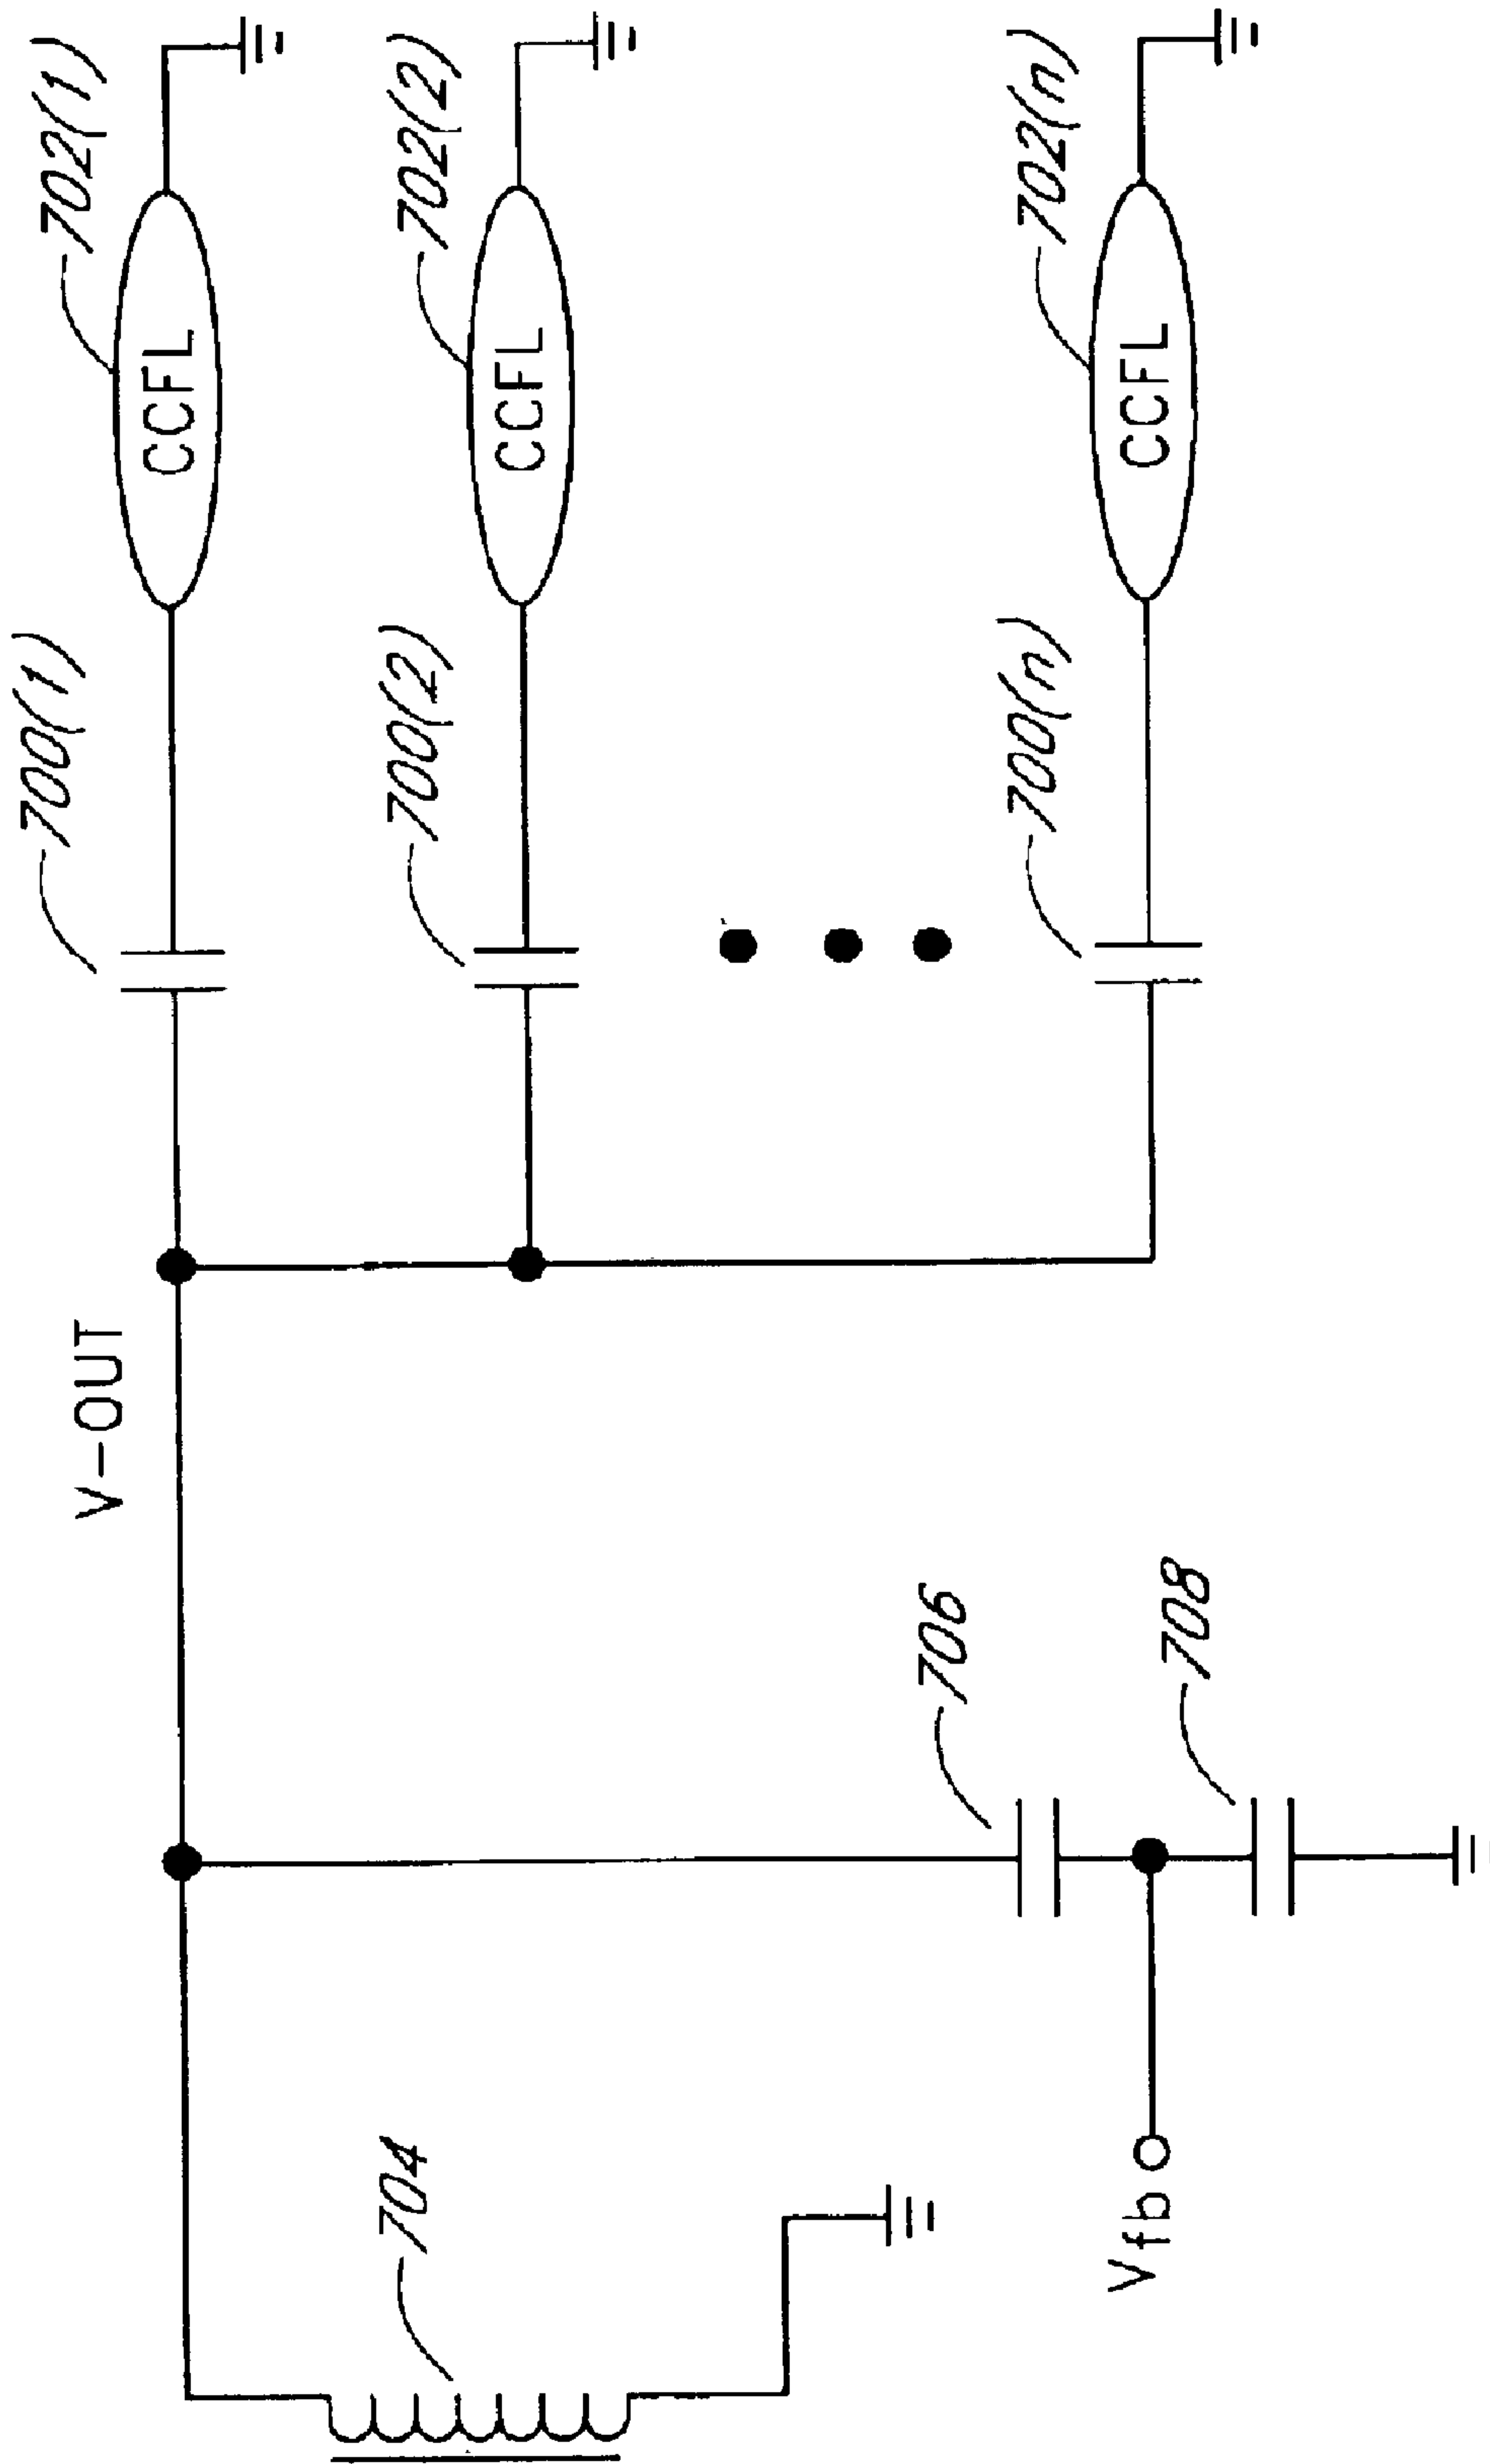 V-OUT
700(1)
702(1)
CCFL
700(2)
702(2)
CCFL
704
706
700(n)
702(n)
CCFL
Vfb
708